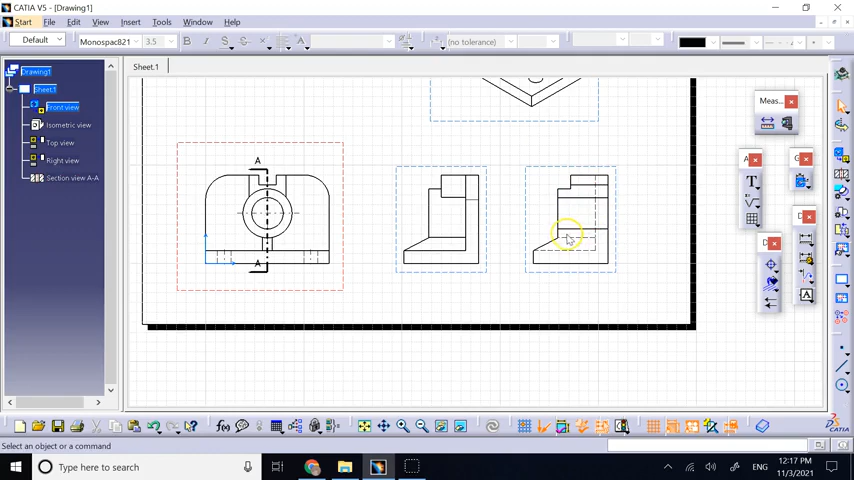 CATIA V5 - [Drawing1]
Start File Edit View Insert Tools Window Help
Default Monospac821 3.5 B I S S A (no tolerance)
Drawing1
Sheet.1
Front view
Isometric view
Top view
Right view
Section view A-A
Sheet.1
A
A
Meas...
A G
T
D
D
A
f(x)
CATIA
Select an object or a command
Type here to search
ENG 12:17 PM
11/3/2021